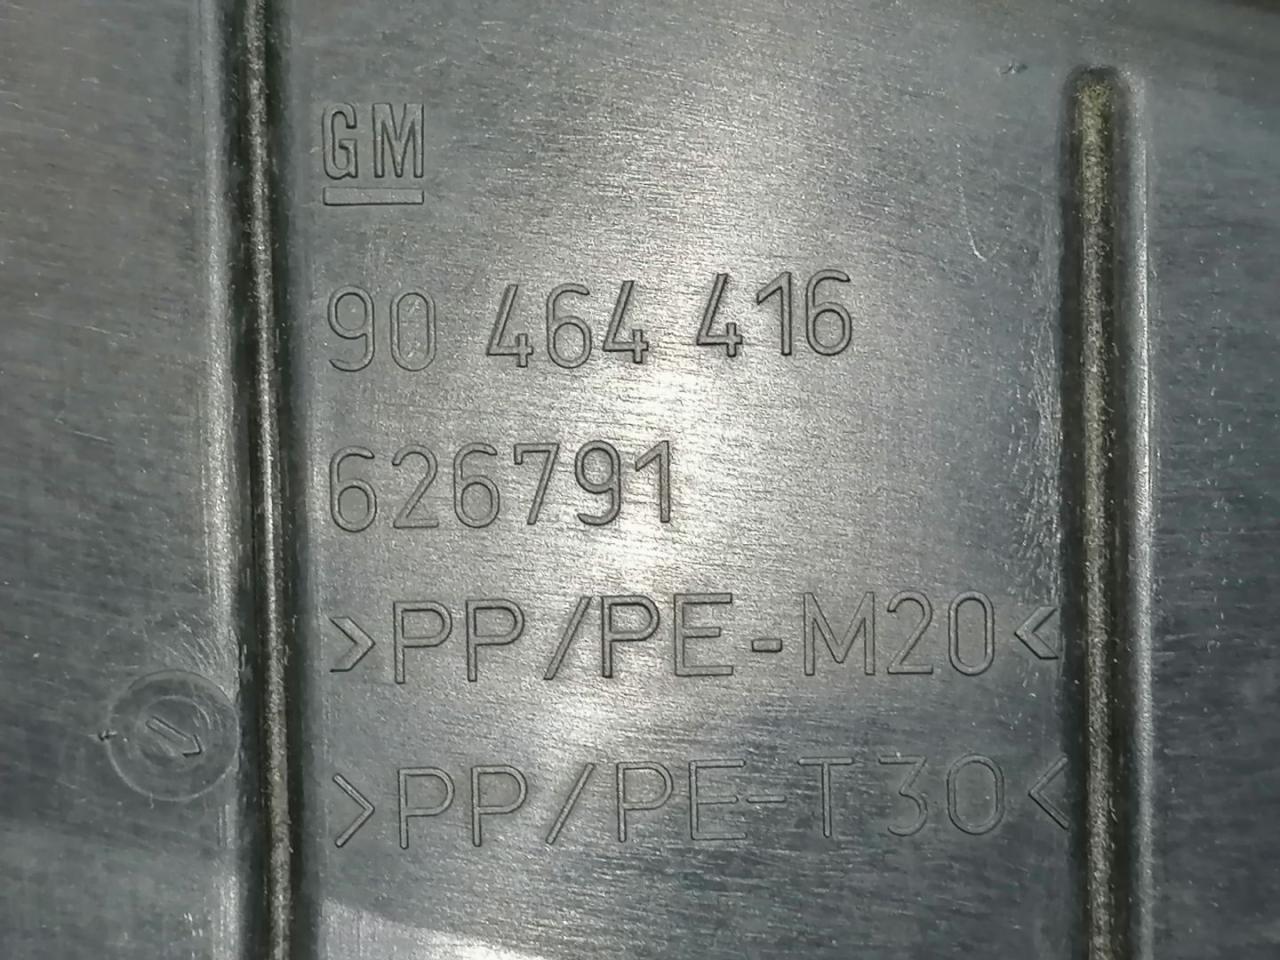 GM
90 464 416
626791
>PP/PE-M20<
>PP/PE-T30<